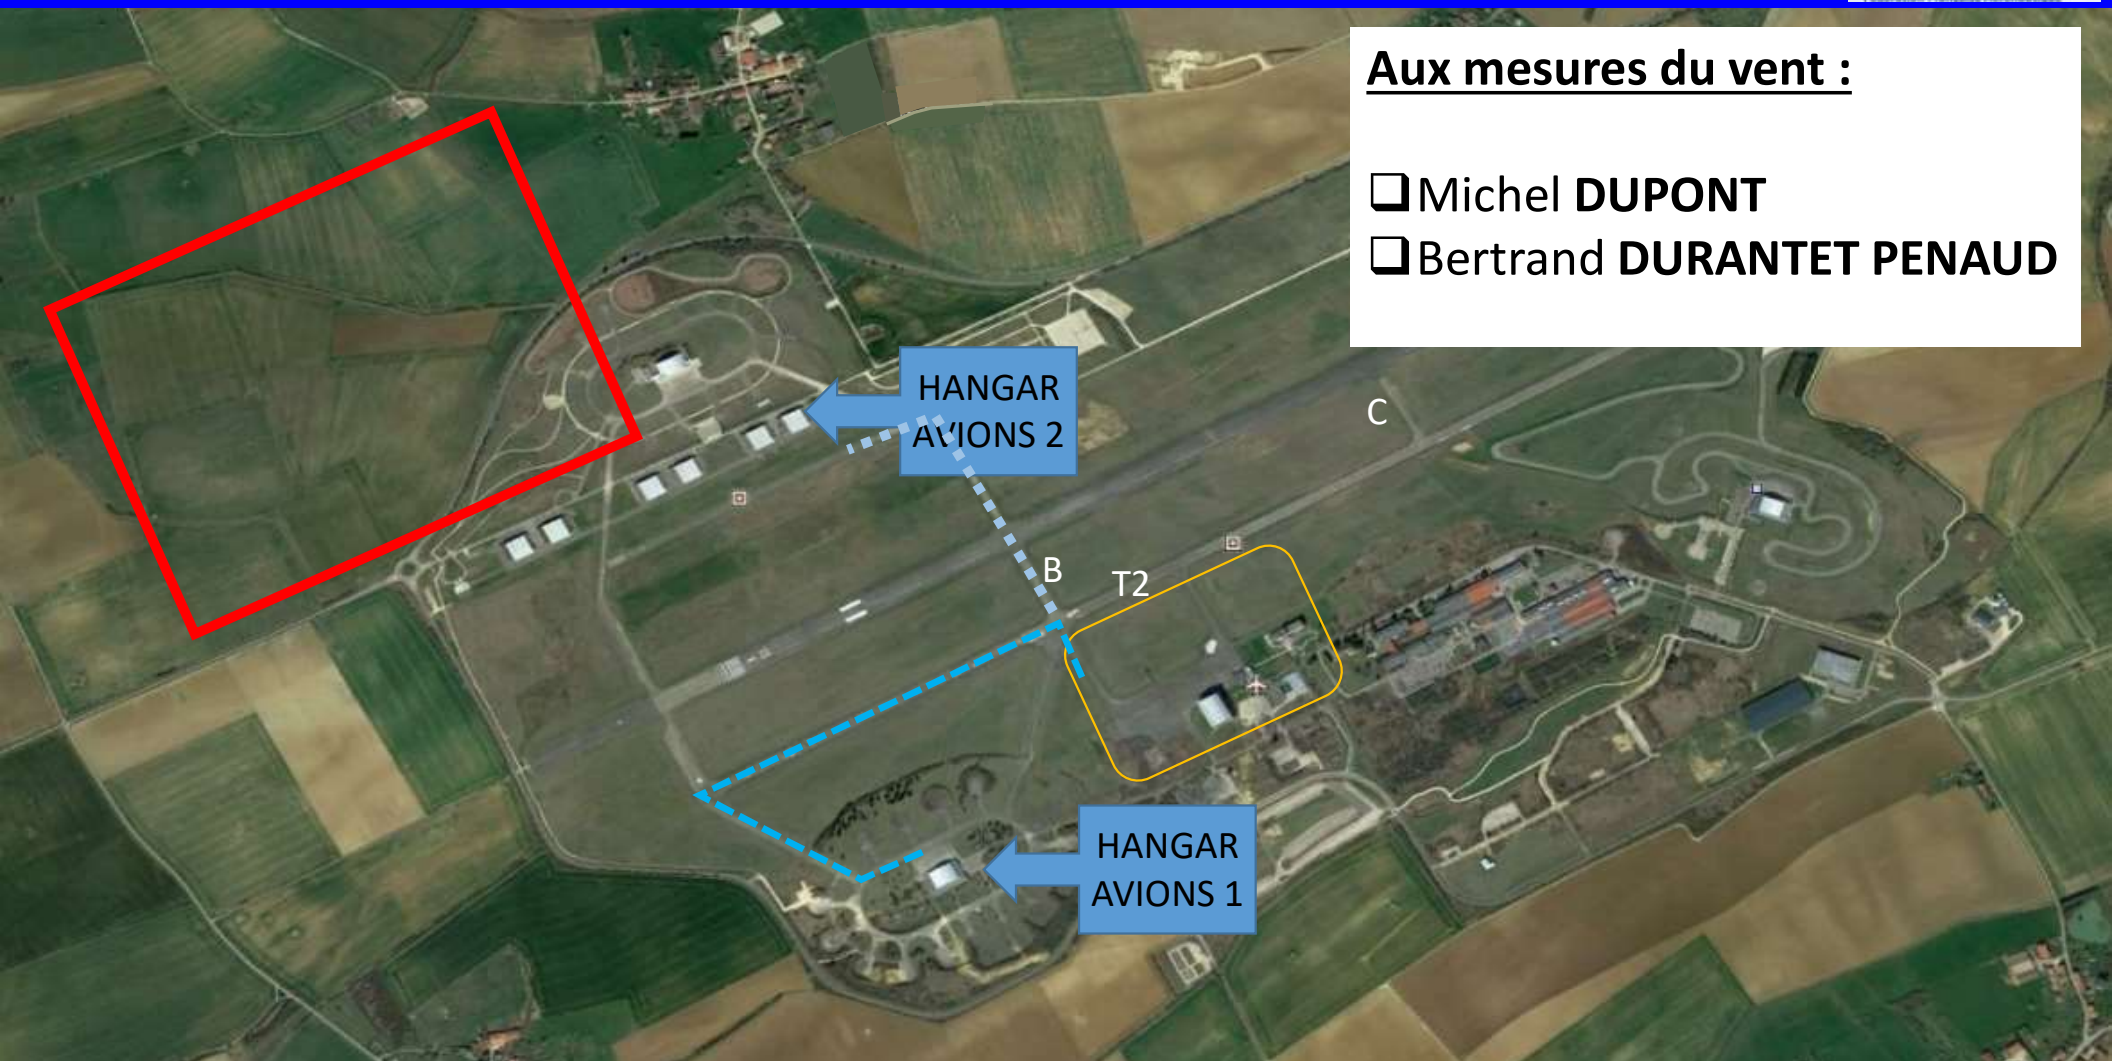 Aux mesures du vent :
Michel DUPONT
Bertrand DURANTET PENAUD
HANGAR
AVIONS 2
C
B
T2
HANGAR
AVIONS 1